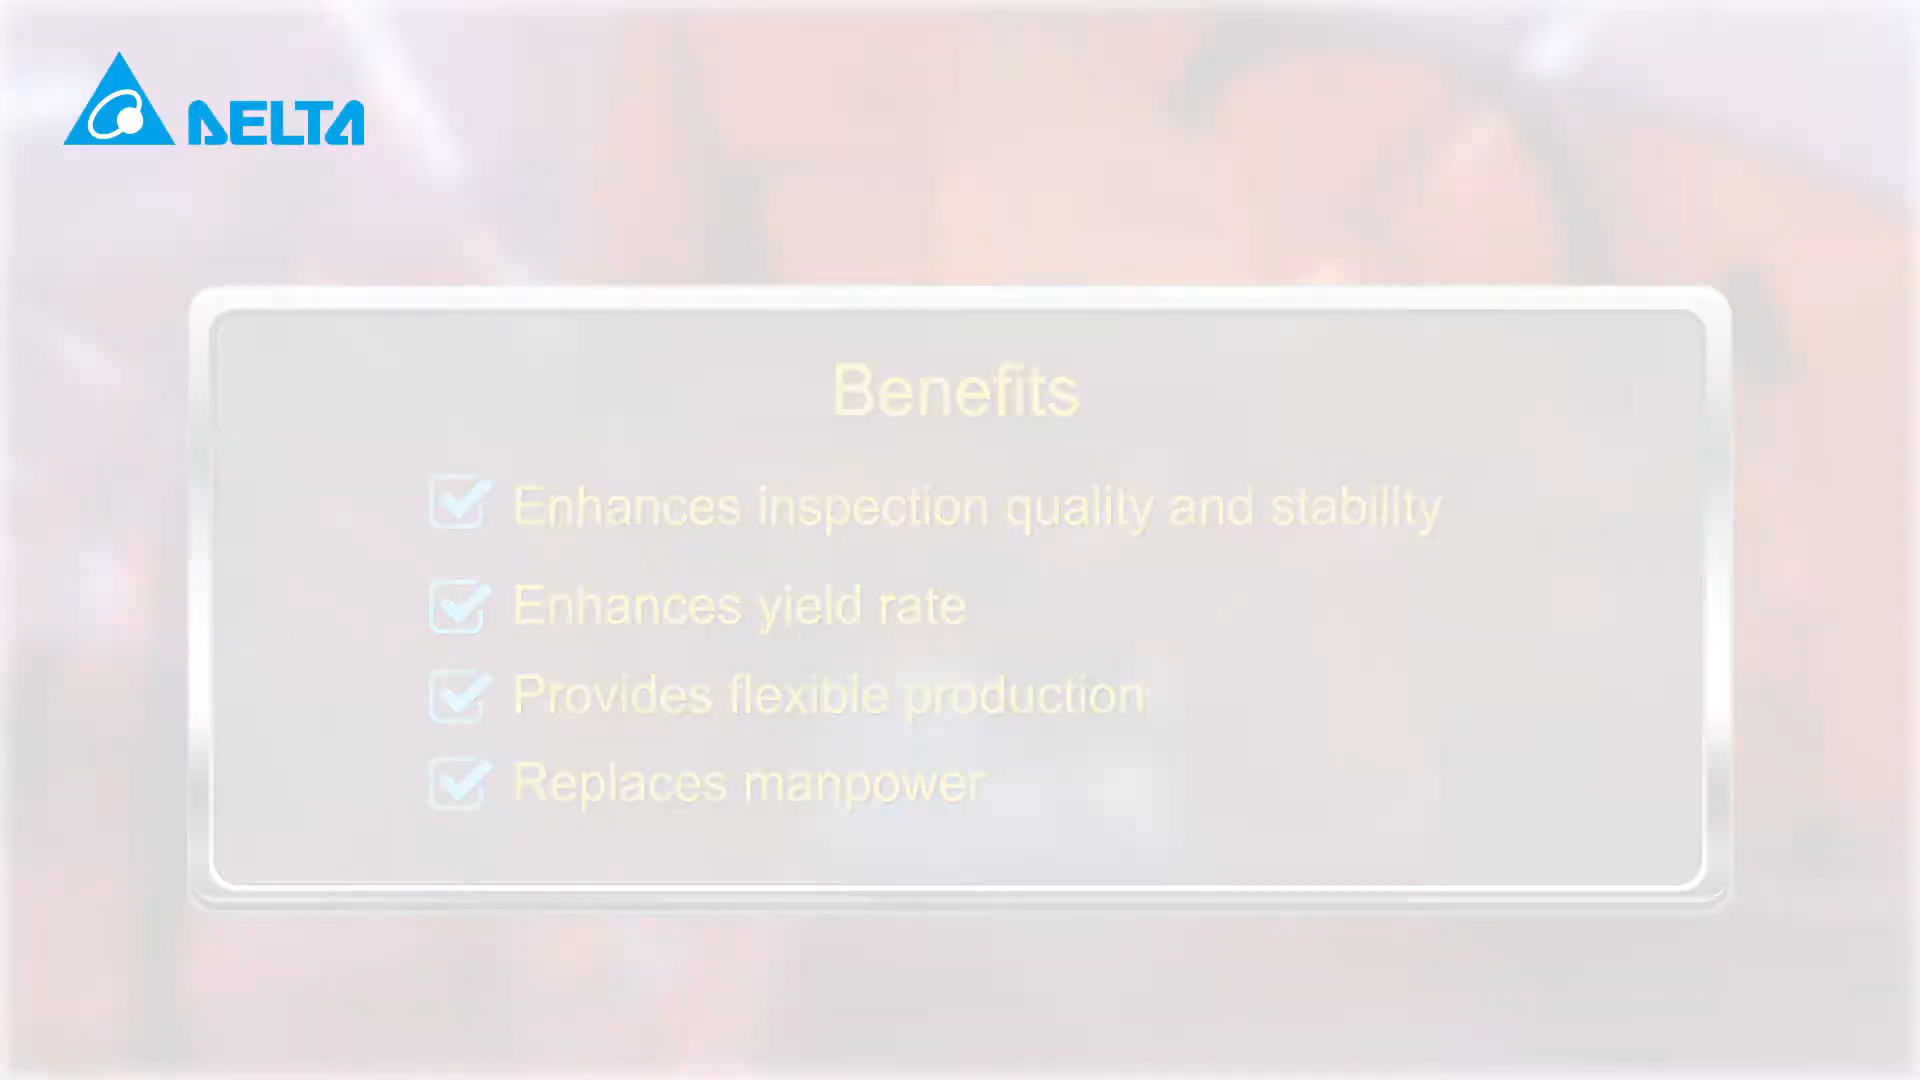 DELTA
Benefits
Enhances inspection quality and stability
Enhances yield rate
Provides flexible production
Replaces manpower